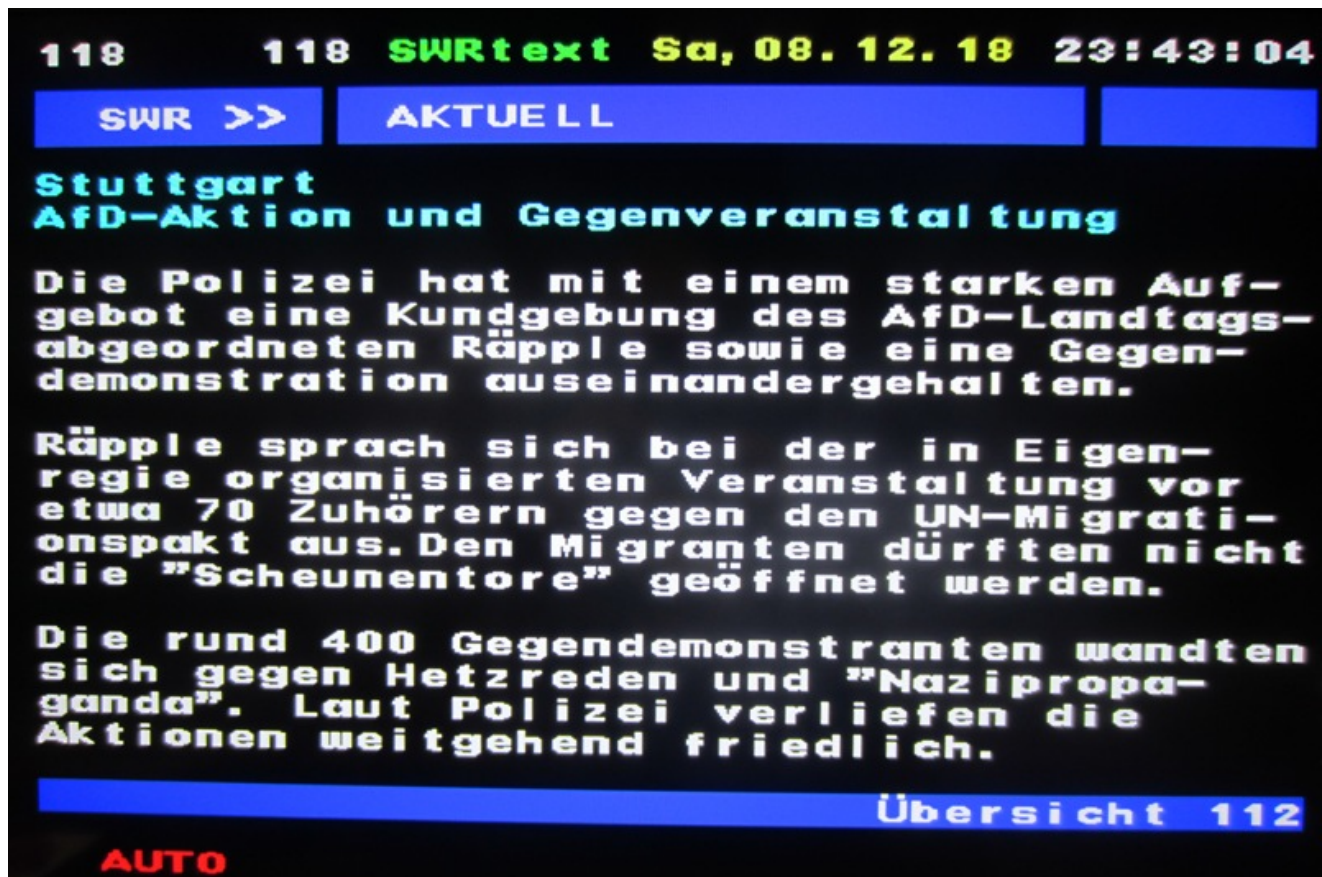 118 118 SWRtext Sa, 08. 12. 18 23:43:04
SWR >> AKTUELL
Stuttgart
AfD-Aktion und Gegenveranstaltung
Die Polizei hat mit einem starken Auf-
gebot eine Kundgebung des AfD-Landtags-
abgeordneten Räpple sowie eine Gegen-
demonstration auseinandergehalten.
Räpple sprach sich bei der in Eigen-
regie organisierten Veranstaltung vor
etwa 70 Zuhörern gegen den UN-Migrati-
onspakt aus.Den Migranten dürften nicht
die "Scheunentore" geöffnet werden.
Die rund 400 Gegendemonstranten wandten
sich gegen Hetzreden und "Nazipropa-
ganda". Laut Polizei verliefen die
Aktionen weitgehend friedlich.
Übersicht 112
AUTO